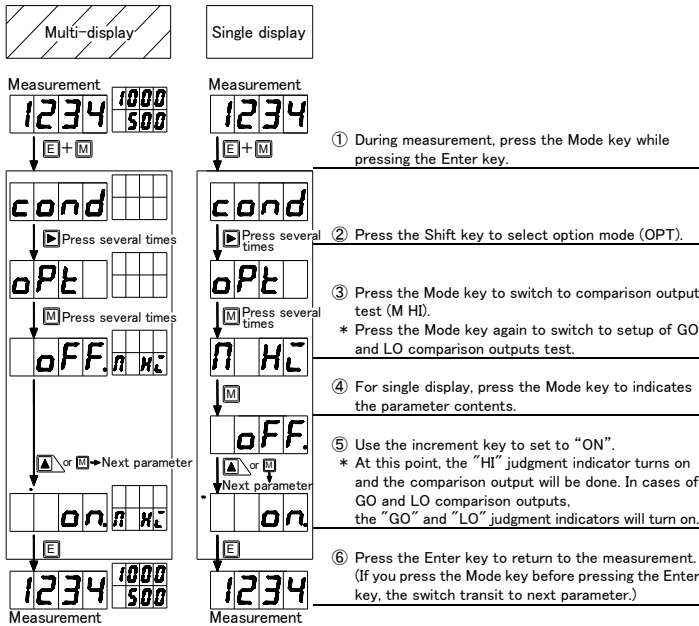 Multi-display
Single display
Measurement
Measurement
1234 1000 500
1234
E+M
E+M
① During measurement, press the Mode key while
pressing the Enter key.
cond
cond
Press several times
Press several
times
② Press the Shift key to select option mode (OPT).
oPt
oPt
M Press several times
M Press several
times
③ Press the Mode key to switch to comparison output
test (M HI).
* Press the Mode key again to switch to setup of GO
and LO comparison outputs test.
oFF. M Hi
M Hi
M
④ For single display, press the Mode key to indicates
the parameter contents.
oFF.
▲ or M→Next parameter
▲ or M
Next parameter
⑤ Use the increment key to set to “ON”.
* At this point, the "HI" judgment indicator turns on
and the comparison output will be done. In cases of
GO and LO comparison outputs,
the "GO" and "LO" judgment indicators will turn on.
on. M Hi
on.
E
E
⑥ Press the Enter key to return to the measurement.
(If you press the Mode key before pressing the Enter
key, the switch transit to next parameter.)
1234 1000 500
1234
Measurement
Measurement